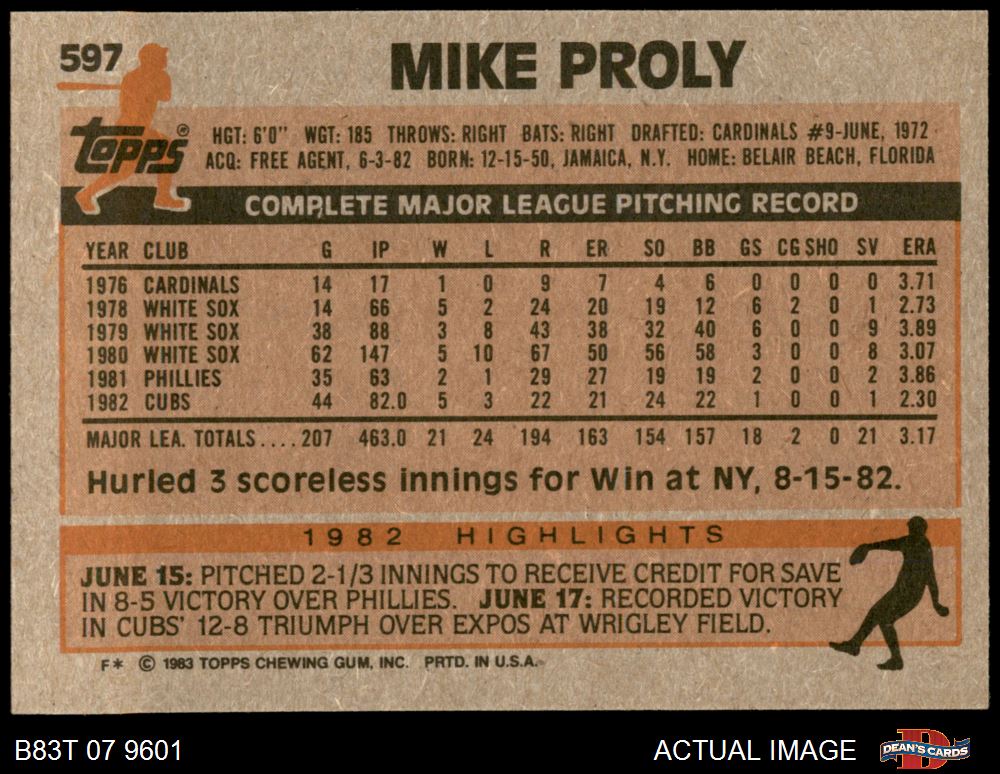 597 MIKE PROLY
Topps®
HGT: 6'0" WGT: 185 THROWS: RIGHT BATS: RIGHT DRAFTED: CARDINALS #9-JUNE, 1972
ACQ: FREE AGENT, 6-3-82 BORN: 12-15-50, JAMAICA, N.Y. HOME: BELAIR BEACH, FLORIDA
COMPLETE MAJOR LEAGUE PITCHING RECORD
YEAR CLUB G IP W L R ER SO BB GS CG SHO SV ERA
1976 CARDINALS 14 17 1 0 9 7 4 6 0 0 0 0 3.71
1978 WHITE SOX 14 66 5 2 24 20 19 12 6 2 0 1 2.73
1979 WHITE SOX 38 88 3 8 43 38 32 40 6 0 0 9 3.89
1980 WHITE SOX 62 147 5 10 67 50 56 58 3 0 0 8 3.07
1981 PHILLIES 35 63 2 1 29 27 19 19 2 0 0 2 3.86
1982 CUBS 44 82.0 5 3 22 21 24 22 1 0 0 1 2.30
MAJOR LEA. TOTALS....207 463.0 21 24 194 163 154 157 18 2 0 21 3.17
Hurled 3 scoreless innings for Win at NY, 8-15-82.
1982 HIGHLIGHTS
JUNE 15: PITCHED 2-1/3 INNINGS TO RECEIVE CREDIT FOR SAVE
IN 8-5 VICTORY OVER PHILLIES. JUNE 17: RECORDED VICTORY
IN CUBS' 12-8 TRIUMPH OVER EXPOS AT WRIGLEY FIELD.
F* © 1983 TOPPS CHEWING GUM, INC. PRTD. IN U.S.A.
B83T 07 9601 ACTUAL IMAGE DEAN'S CARDS